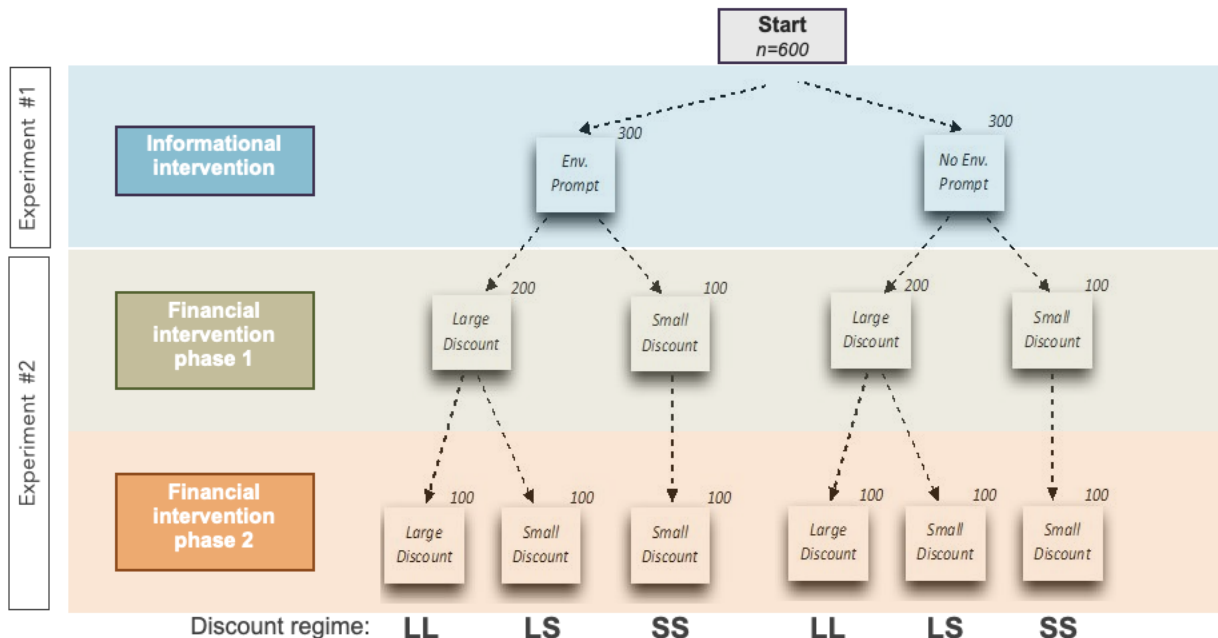 Start
n=600
Experiment #1
Informational
intervention
300
Env.
Prompt
300
No Env.
Prompt
Experiment #2
Financial
intervention
phase 1
200
Large
Discount
100
Small
Discount
200
Large
Discount
100
Small
Discount
Financial
intervention
phase 2
100
Large
Discount
100
Small
Discount
100
Small
Discount
100
Large
Discount
100
Small
Discount
100
Small
Discount
Discount regime: LL LS SS LL LS SS